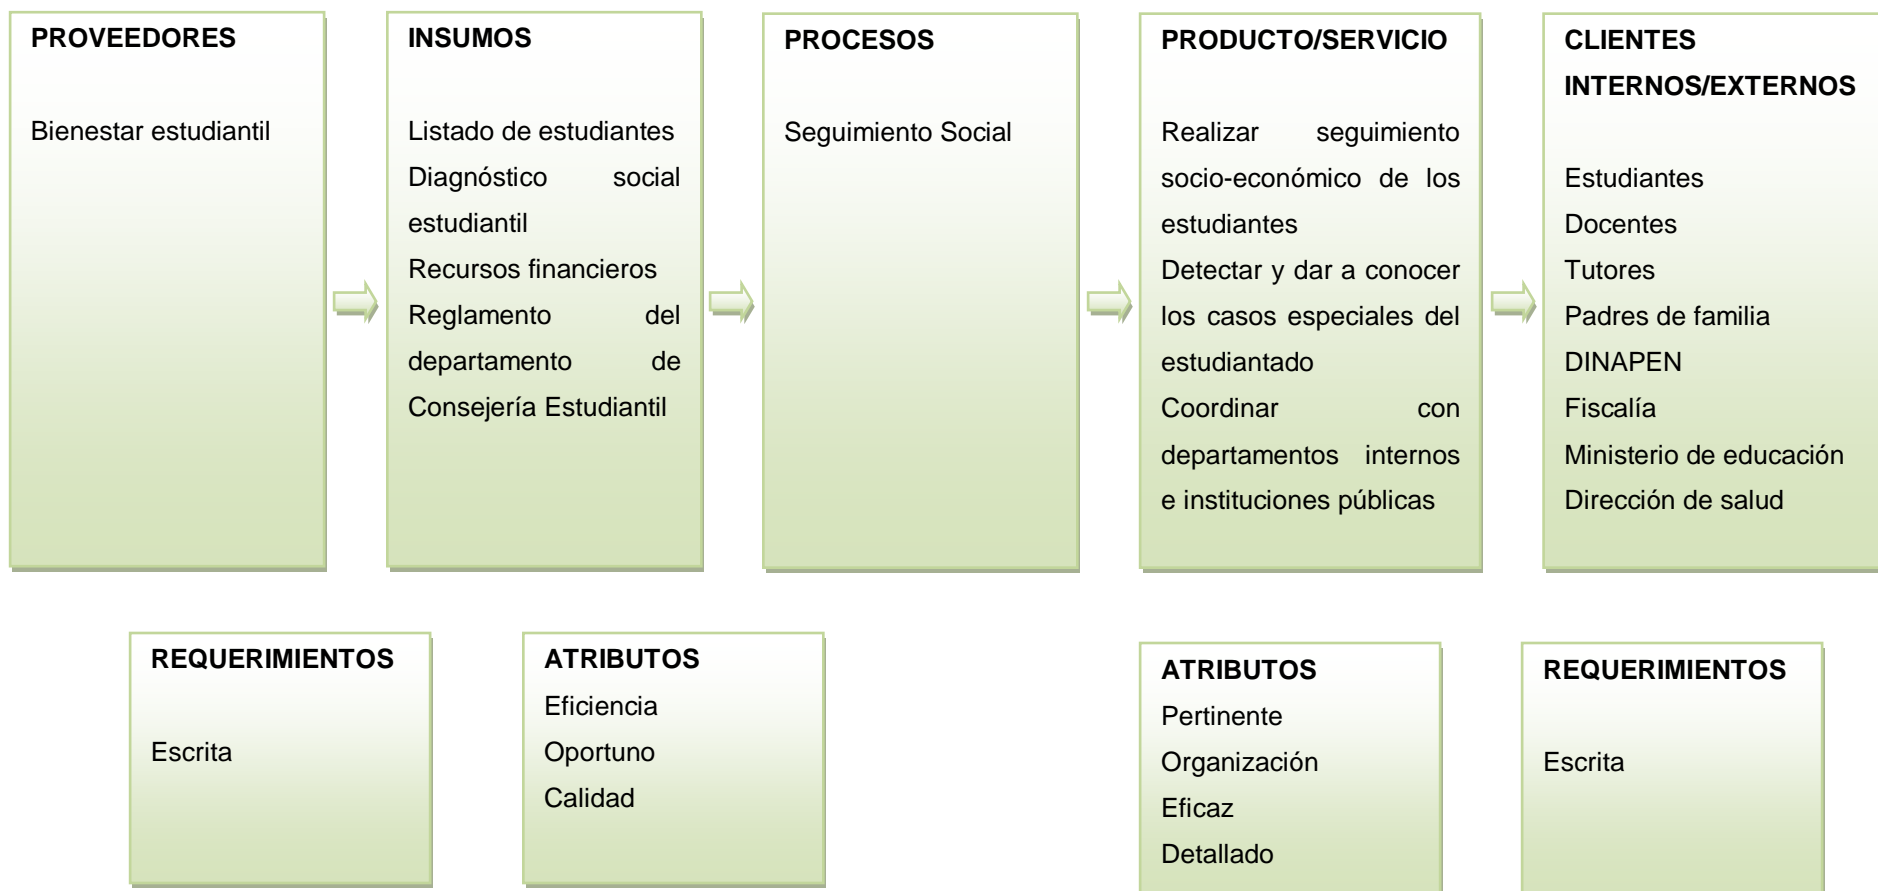 PROVEEDORES
Bienestar estudiantil
INSUMOS
Listado de estudiantes
Diagnóstico social
estudiantil
Recursos financieros
Reglamento del
departamento de
Consejería Estudiantil
PROCESOS
Seguimiento Social
PRODUCTO/SERVICIO
Realizar seguimiento
socio-económico de los
estudiantes
Detectar y dar a conocer
los casos especiales del
estudiantado
Coordinar con
departamentos internos
e instituciones públicas
CLIENTES
INTERNOS/EXTERNOS
Estudiantes
Docentes
Tutores
Padres de familia
DINAPEN
Fiscalía
Ministerio de educación
Dirección de salud
REQUERIMIENTOS
Escrita
ATRIBUTOS
Eficiencia
Oportuno
Calidad
ATRIBUTOS
Pertinente
Organización
Eficaz
Detallado
REQUERIMIENTOS
Escrita